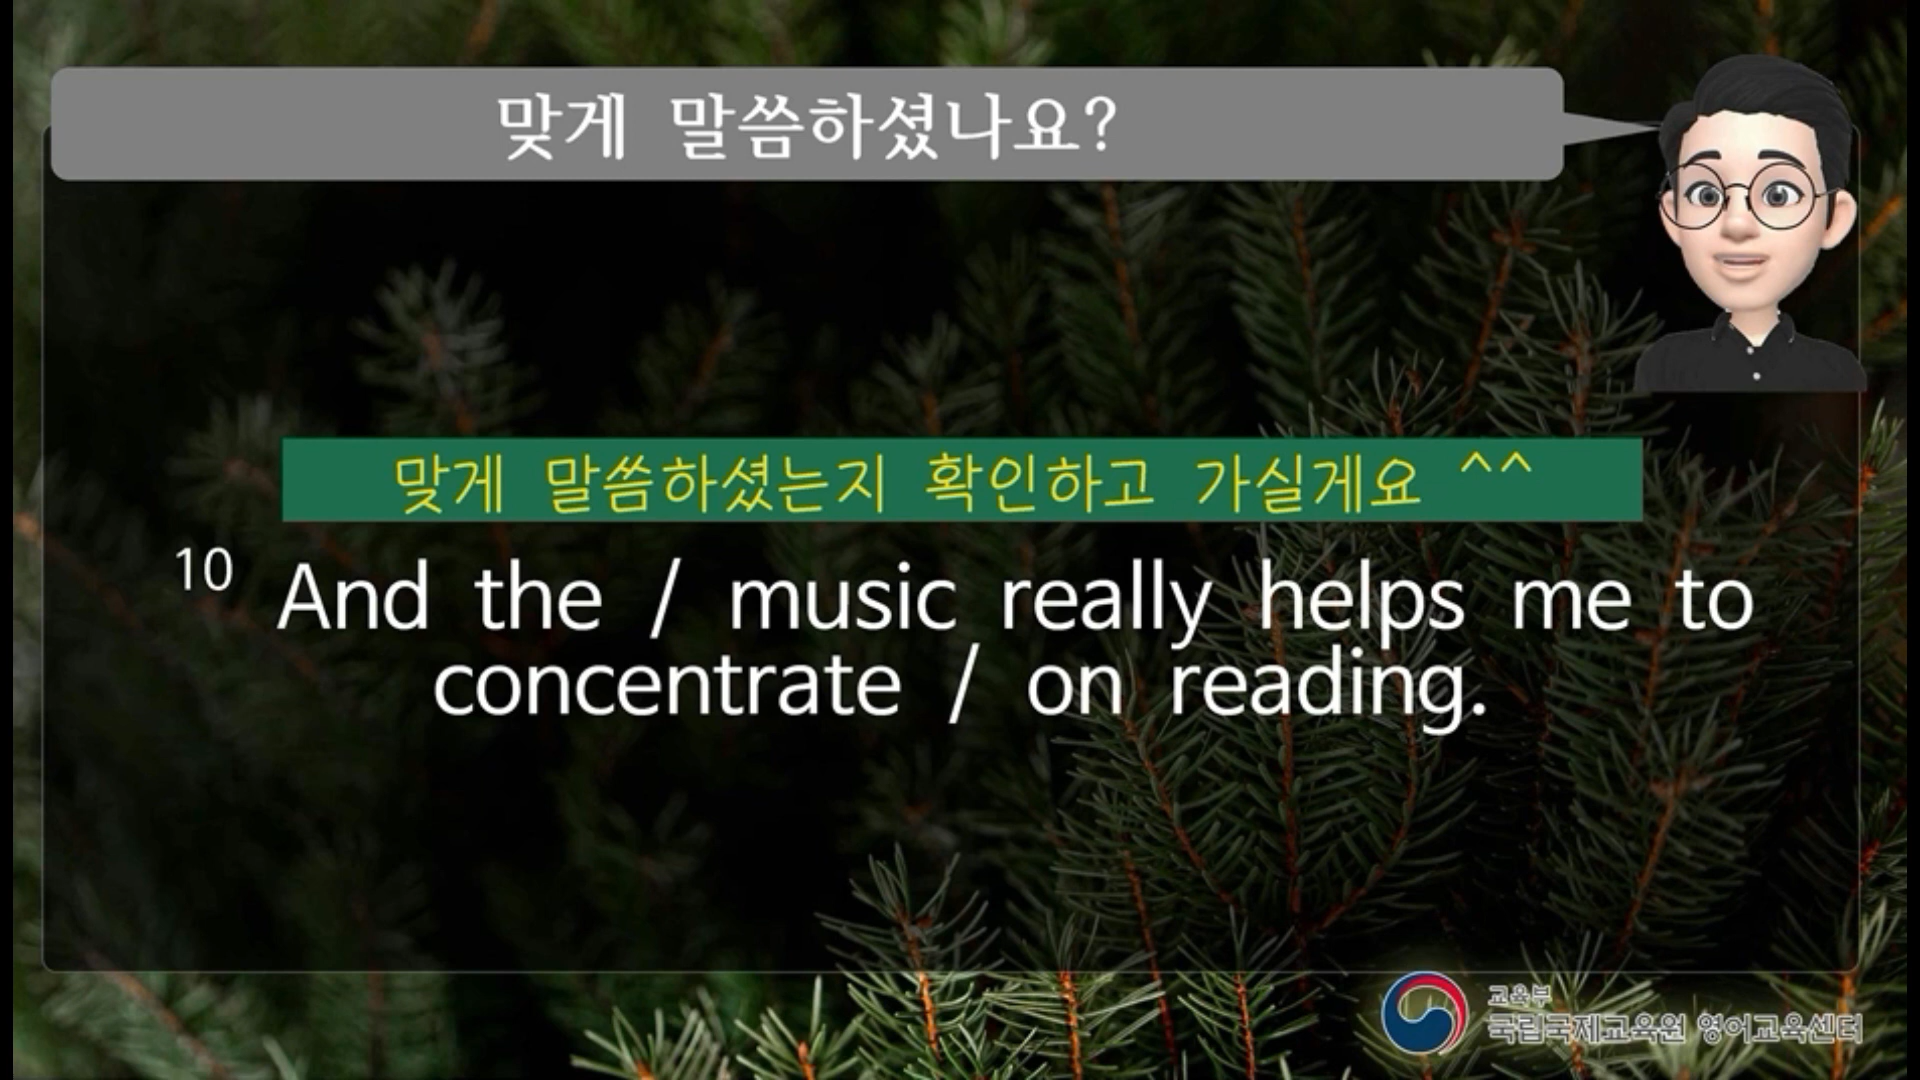 맞게 말씀하셨나요?
맞게 말씀하셨는지 확인하고 가실게요 ^^
10 And the / music really helps me to
concentrate / on reading.
교육부
국립국제교육원 영어교육센터